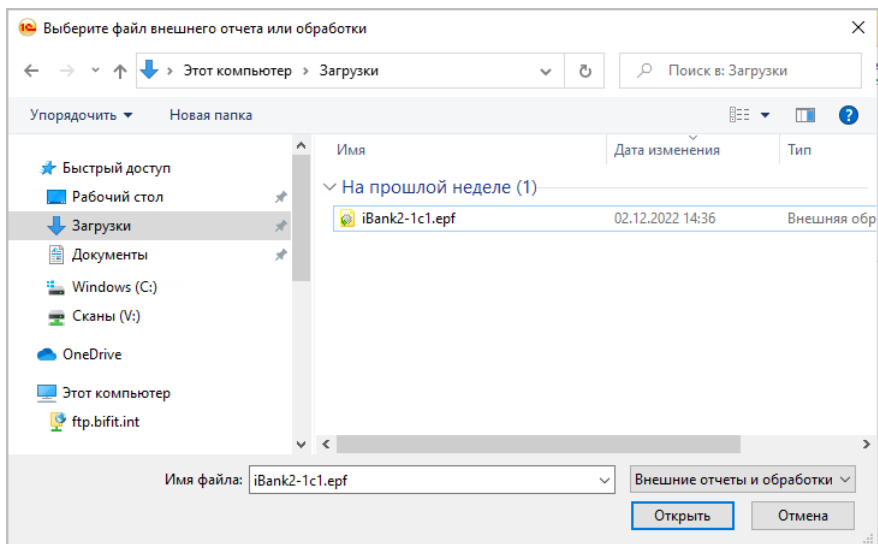 Выберите файл внешнего отчета или обработки
Этот компьютер > Загрузки
Поиск в: Загрузки
Упорядочить
Новая папка
Имя
Дата изменения
Тип
Быстрый доступ
Рабочий стол
Загрузки
Документы
Windows (C:)
Сканы (V:)
OneDrive
Этот компьютер
ftp.bifit.int
На прошлой неделе (1)
iBank2-1c1.epf
02.12.2022 14:36
Внешняя обр
Имя файла:
iBank2-1c1.epf
Внешние отчеты и обработки
Открыть
Отмена